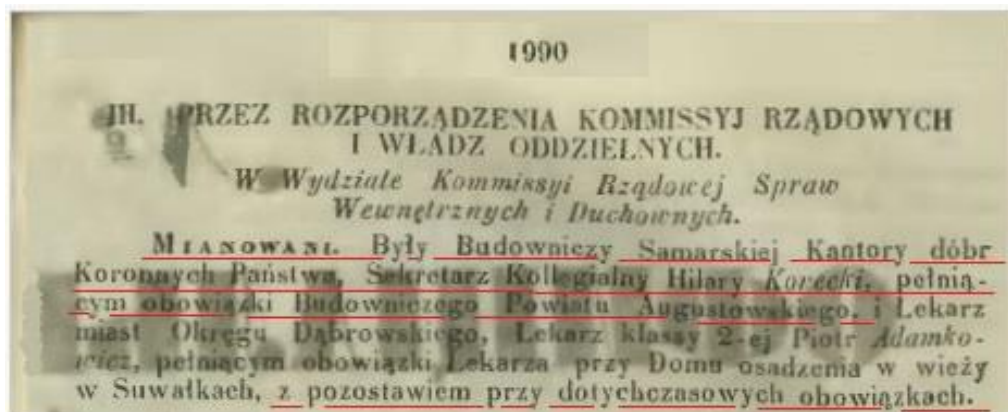 1990
III. PRZEZ ROZPORZĄDZENIA KOMMISSYJ RZĄDOWYCH
I WŁADZ ODDZIELNYCH.
W Wydziale Kommissyi Rządowej Spraw
Wewnętrznych i Duchownych.
MIANOWANI. Były Budowniczy Samarskiej Kantory dóbr
Koronnych Państwa, Sekretarz Kollegialny Hilary Korecki, pełnią-
cym obowiązki Budowniczego Powiatu Augustowskiego, i Lekarz
miast Okręgu Dąbrowskiego, Lekarz klassy 2-ej Piotr Adamko-
wicz, pełniącym obowiązki Lekarza przy Domu osadzenia w wieży
w Suwałkach, z pozostawiem przy dotychczasowych obowiązkach.